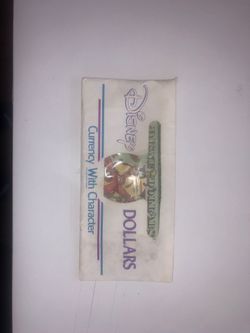 DISNEY
DOLLARS
Currency With Character